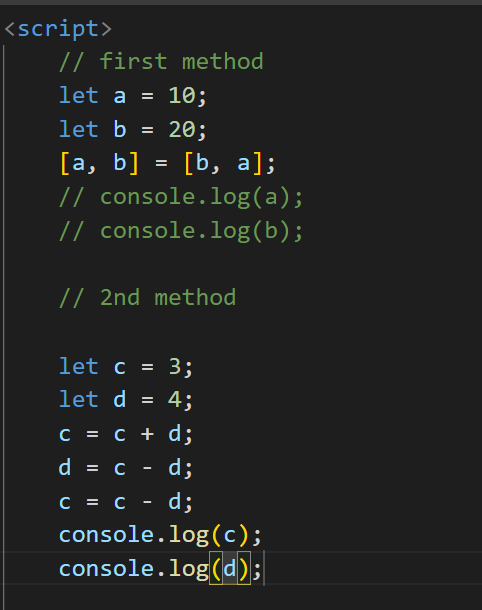 <script>
// first method
let a = 10;
let b = 20;
[a, b] = [b, a];
// console.log(a);
// console.log(b);
// 2nd method
let c = 3;
let d = 4;
c = c + d;
d = c - d;
c = c - d;
console.log(c);
console.log(d);